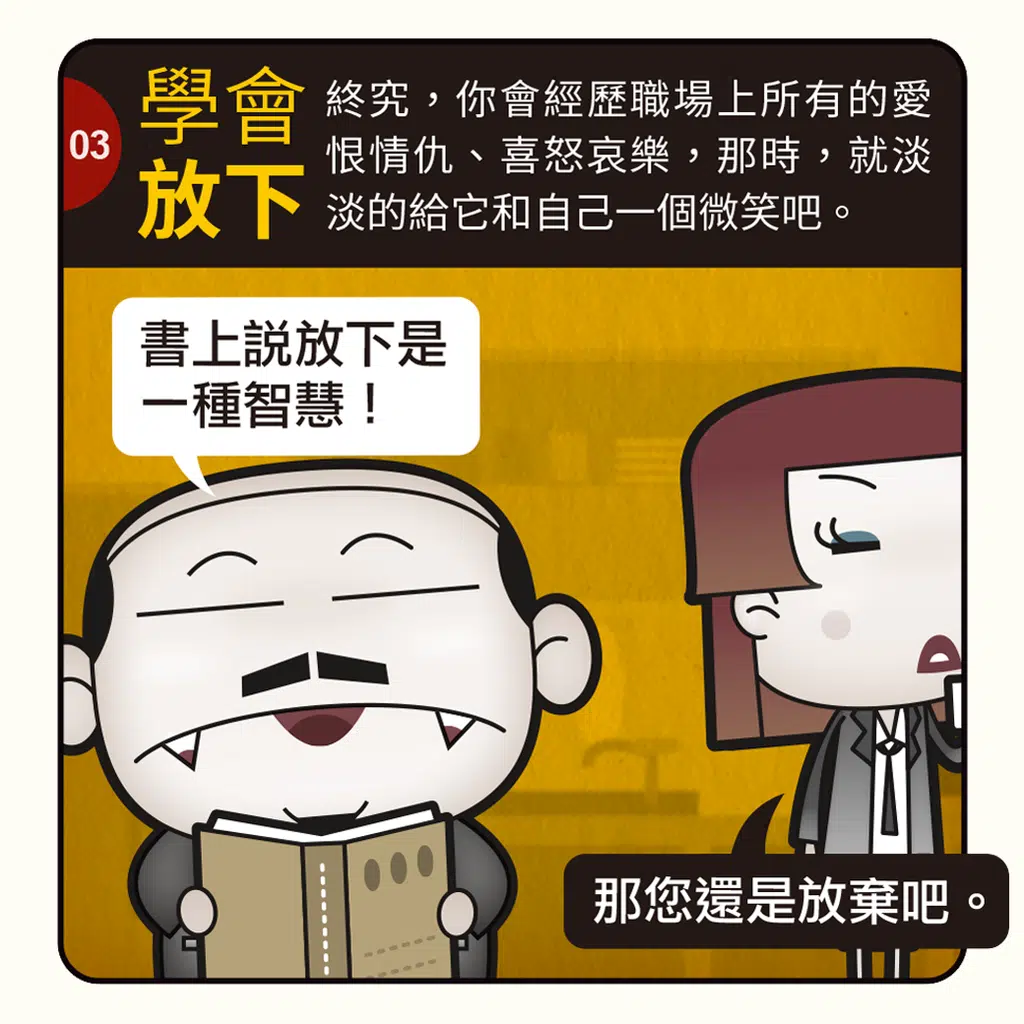 03
學會
放下
終究，你會經歷職場上所有的愛
恨情仇、喜怒哀樂，那時，就淡
淡的給它和自己一個微笑吧。
書上説放下是
一種智慧！
那您還是放棄吧。